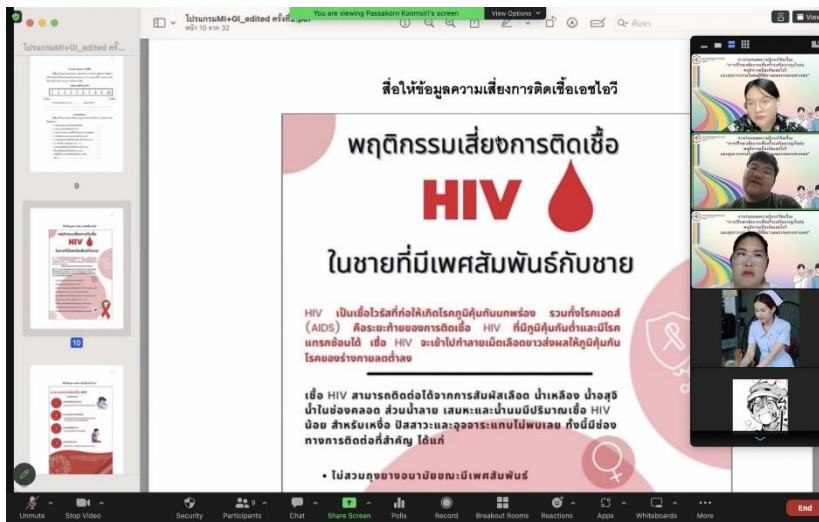 You are viewing Passakorn Koomsiri's screen
View Options
View
โปรแกรมMI+GI_edited ครั้งที่2.pdf
หน้า 10 จาก 32
ค้นหา
โปรแกรมMI+GI_edited ครั้...
9
10
สื่อให้ข้อมูลความเสี่ยงการติดเชื้อเอชไอวี
พฤติกรรมเสี่ยงการติดเชื้อ
HIV
ในชายที่มีเพศสัมพันธ์กับชาย
HIV เป็นเชื้อไวรัสที่ก่อให้เกิดโรคภูมิคุ้มกันบกพร่อง รวมทั้งโรคเอดส์
(AIDS) คือระยะท้ายของการติดเชื้อ HIV ที่มีภูมิคุ้มกันต่ำและมีโรค
แทรกซ้อนได้ เชื้อ HIV จะเข้าไปทำลายเม็ดเลือดขาวส่งผลให้ภูมิคุ้มกัน
โรคของร่างกายลดต่ำลง
เชื้อ HIV สามารถติดต่อได้จากการสัมผัสเลือด น้ำเหลือง น้ำอสุจิ
น้ำในช่องคลอด ส่วนน้ำลาย เสมหะและน้ำนมมีปริมาณเชื้อ HIV
น้อย สำหรับเหงื่อ ปัสสาวะและอุจจาระแทบไม่พบเลย ทั้งนี้มีช่อง
ทางการติดต่อที่สำคัญ ได้แก่
• ไม่สวมถุงยางอนามัยขณะมีเพศสัมพันธ์
Unmute
Stop Video
Security
Participants
9
Chat
Share Screen
Polls
Record
Breakout Rooms
Reactions
Apps
Whiteboards
More
End